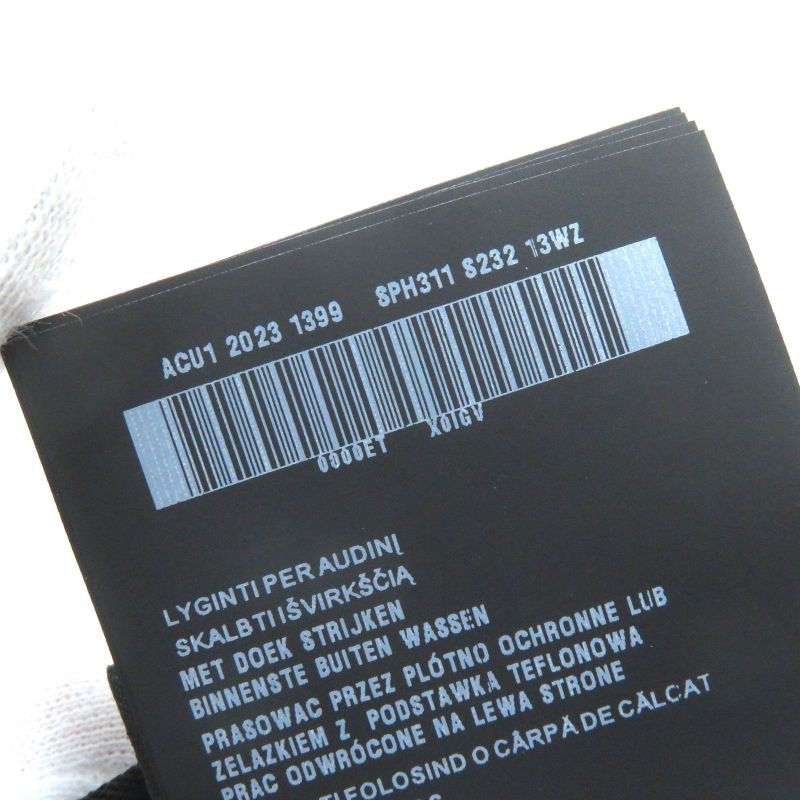 ACU1 2023 1399 SPH311 S232 13WZ
0000ET X0IGV
LYGINTI PER AUDINĮ
SKALBTI IŠVIRKŠČIĄ
MET DOEK STRIJKEN
BINNENSTE BUITEN WASSEN
PRASOWAC PRZEZ PLÓTNO OCHRONNE LUB
ZELAZKIEM Z PODSTAWKA TEFLONOWA
PRAC ODWRÓCONE NA LEWA STRONE
FOLOSIND O CÂRPĂ DE CĂLCAT